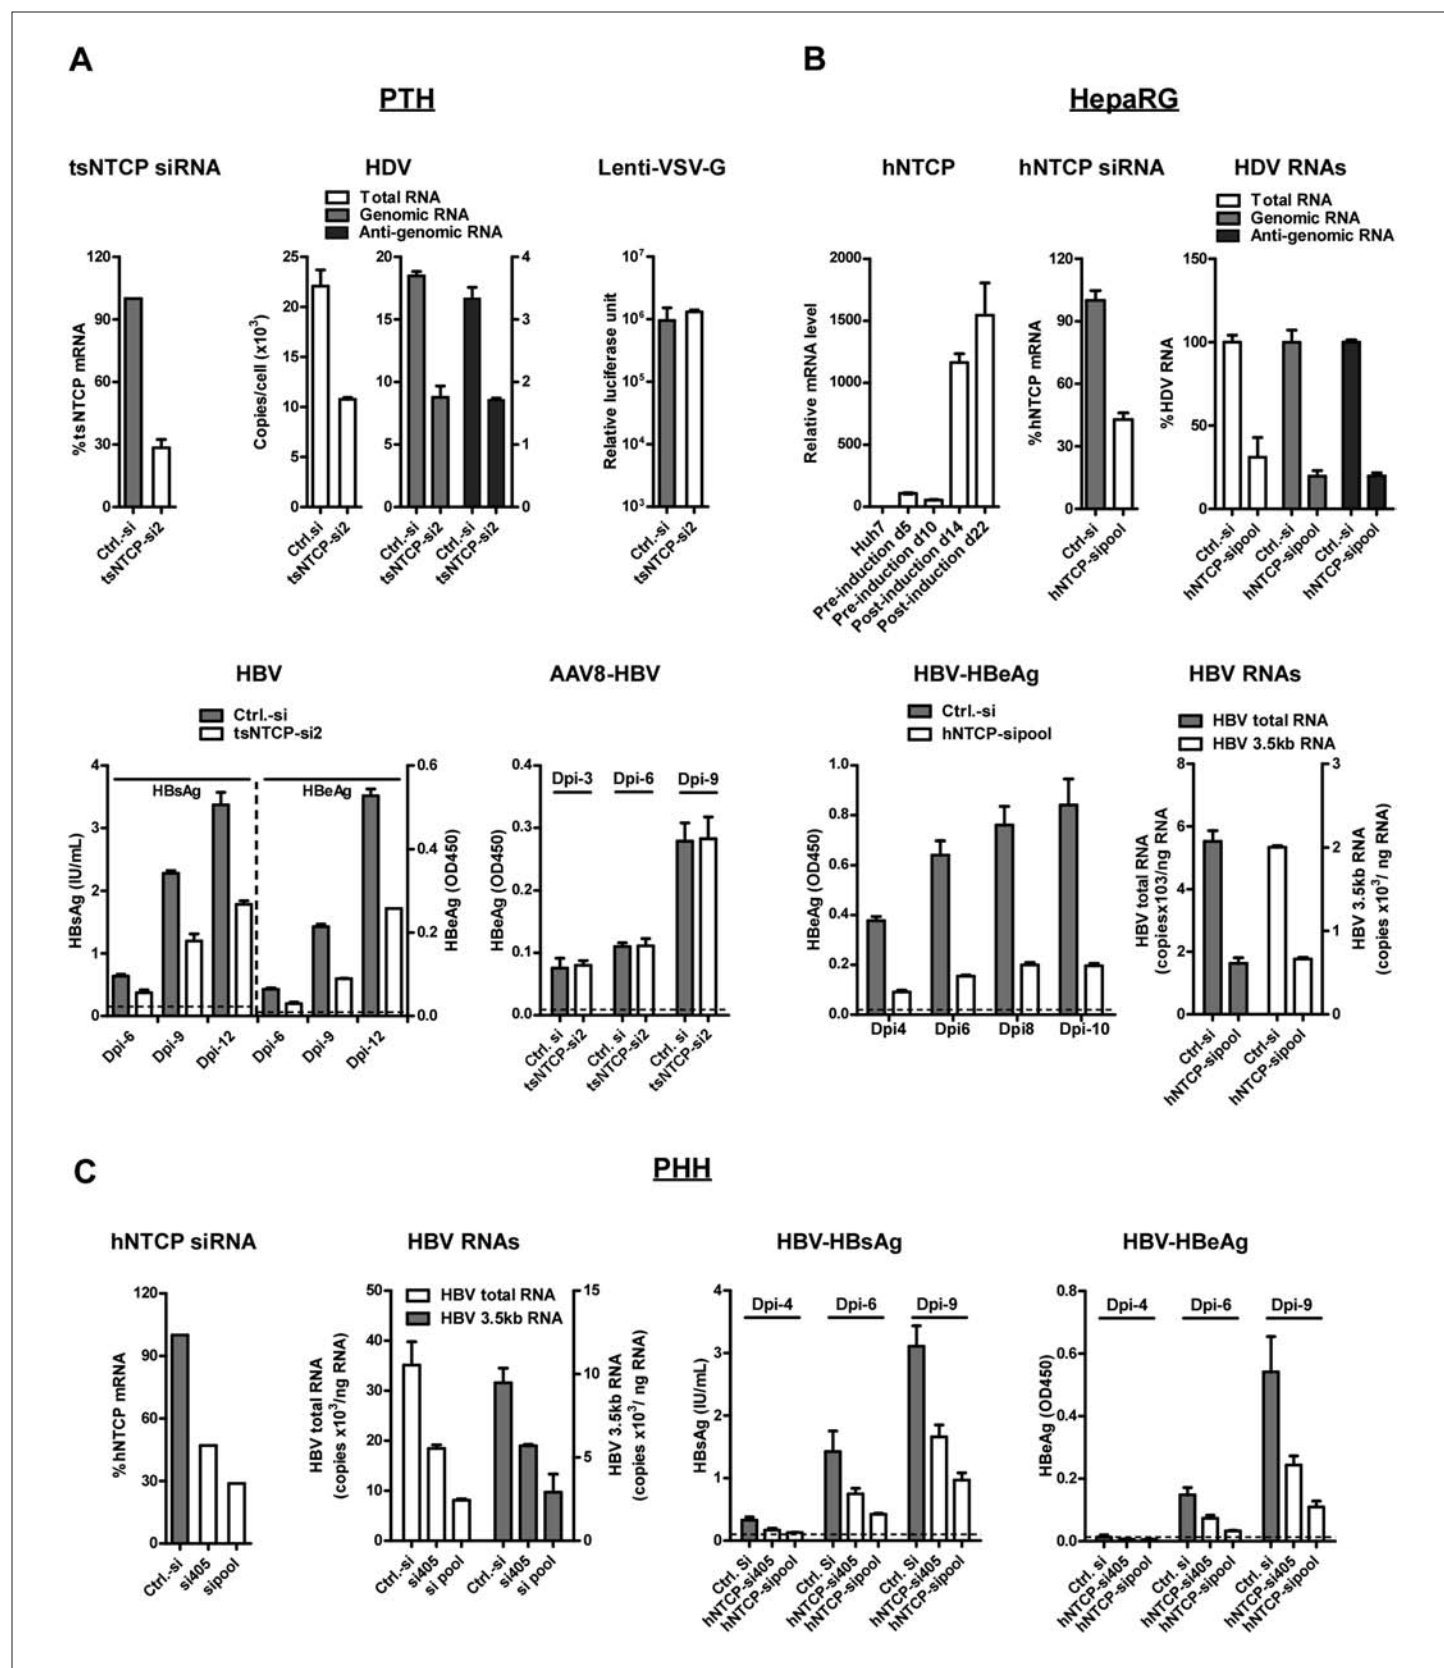 A
PTH
tsNTCP siRNA
%tsNTCP mRNA
120
90
60
30
0
Ctrl.-si
tsNTCP-si2
HDV
Total RNA
Genomic RNA
Anti-genomic RNA
Copies/cell (x10³)
25
20
15
10
5
0
Ctrl.-si
tsNTCP-si2
20
15
10
5
0
4
3
2
1
0
Ctrl.-si
tsNTCP-si2
Ctrl.-si
tsNTCP-si2
Lenti-VSV-G
Relative luciferase unit
10⁷
10⁶
10⁵
10⁴
10³
Ctrl.-si
tsNTCP-si2
HBV
Ctrl.-si
tsNTCP-si2
HBsAg (IU/mL)
4
3
2
1
0
HBsAg
HBeAg
0.6
0.4
0.2
0.0
HBeAg (OD450)
Dpi-6
Dpi-9
Dpi-12
Dpi-6
Dpi-9
Dpi-12
AAV8-HBV
HBeAg (OD450)
0.4
0.3
0.2
0.1
0.0
Dpi-3
Dpi-6
Dpi-9
Ctrl. si
tsNTCP-si2
Ctrl. si
tsNTCP-si2
Ctrl. si
tsNTCP-si2
B
HepaRG
hNTCP
Relative mRNA level
2000
1500
1000
500
0
Huh7
Pre-induction d5
Pre-induction d10
Post-induction d14
Post-induction d22
hNTCP siRNA
%hNTCP mRNA
120
90
60
30
0
Ctrl-si
hNTCP-sipool
HDV RNAs
Total RNA
Genomic RNA
Anti-genomic RNA
%HDV RNA
150
100
50
0
Ctrl-si
hNTCP-sipool
Ctrl-si
hNTCP-sipool
Ctrl-si
hNTCP-sipool
HBV-HBeAg
Ctrl.-si
hNTCP-sipool
HBeAg (OD450)
1.0
0.8
0.6
0.4
0.2
0.0
Dpi4
Dpi6
Dpi8
Dpi-10
HBV RNAs
HBV total RNA
HBV 3.5kb RNA
HBV total RNA
(copiesx103/ng RNA)
8
6
4
2
0
3
2
1
0
HBV 3.5kb RNA
(copies x10³/ ng RNA)
Ctrl-si
hNTCP-sipool
Ctrl-si
hNTCP-sipool
C
PHH
hNTCP siRNA
%hNTCP mRNA
120
90
60
30
0
Ctrl.-si
si405
sipool
HBV RNAs
HBV total RNA
HBV 3.5kb RNA
HBV total RNA
(copies x10³/ng RNA)
50
40
30
20
10
0
15
10
5
0
HBV 3.5kb RNA
(copies x10³/ ng RNA)
Ctrl.-si
si405
si pool
Ctrl.-si
si405
si pool
HBV-HBsAg
HBsAg (IU/mL)
4
3
2
1
0
Dpi-4
Dpi-6
Dpi-9
Ctrl. Si
hNTCP-si405
hNTCP-sipool
Ctrl. Si
hNTCP-si405
hNTCP-sipool
Ctrl. Si
hNTCP-si405
hNTCP-sipool
HBV-HBeAg
HBeAg (OD450)
0.8
0.6
0.4
0.2
0.0
Dpi-4
Dpi-6
Dpi-9
Ctrl. si
hNTCP-si405
hNTCP-sipool
Ctrl. si
hNTCP-si405
hNTCP-sipool
Ctrl. si
hNTCP-si405
hNTCP-sipool